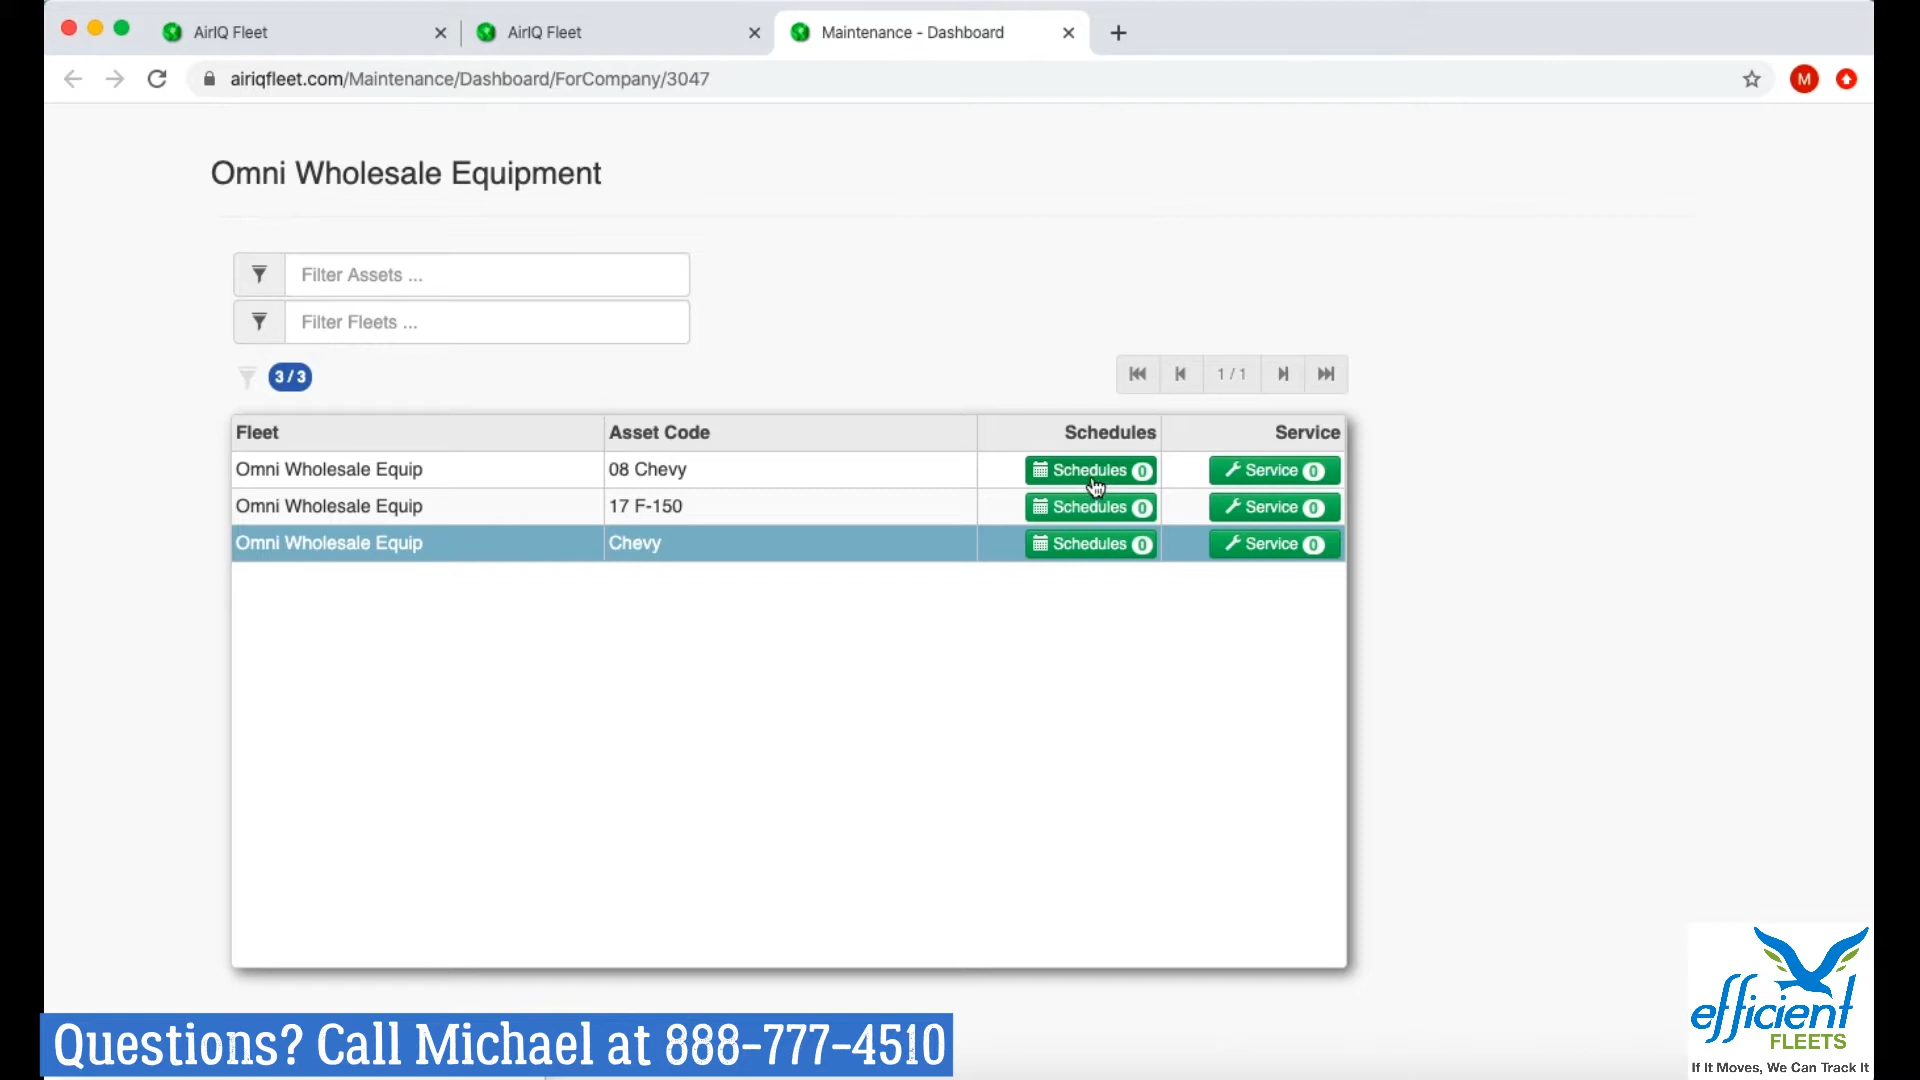 AirIQ Fleet
AirIQ Fleet
Maintenance - Dashboard
airiqfleet.com/Maintenance/Dashboard/ForCompany/3047
M
Omni Wholesale Equipment
Filter Assets ...
Filter Fleets ...
3 / 3
1 / 1
Fleet Asset Code Schedules Service
Omni Wholesale Equip 08 Chevy Schedules 0 Service 0
Omni Wholesale Equip 17 F-150 Schedules 0 Service 0
Omni Wholesale Equip Chevy Schedules 0 Service 0
Questions? Call Michael at 888-777-4510
efficient
FLEETS
If It Moves, We Can Track It